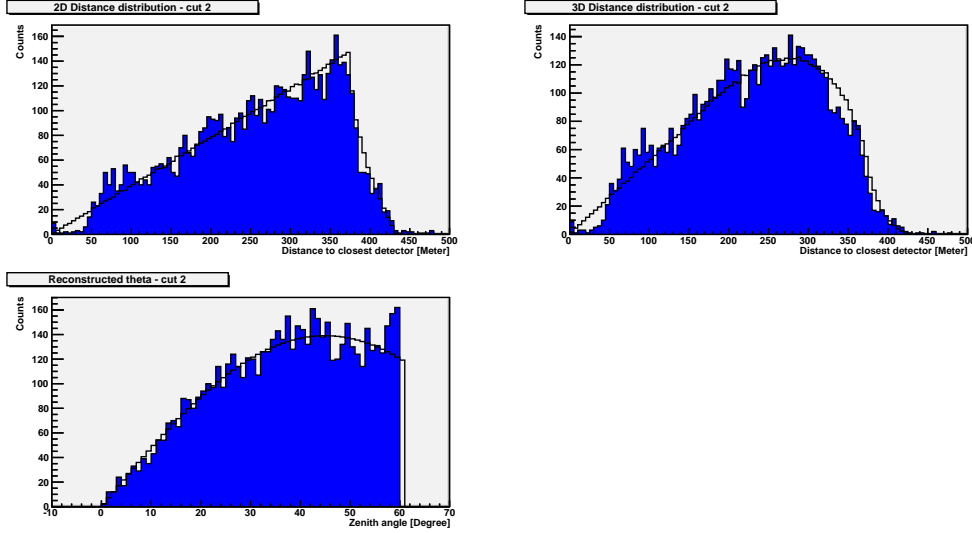 2D Distance distribution - cut 2
Counts
160
140
120
100
80
60
40
20
0
0 50 100 150 200 250 300 350 400 450 500
Distance to closest detector [Meter]
3D Distance distribution - cut 2
Counts
140
120
100
80
60
40
20
0
0 50 100 150 200 250 300 350 400 450 500
Distance to closest detector [Meter]
Reconstructed theta - cut 2
Counts
160
140
120
100
80
60
40
20
0
-10 0 10 20 30 40 50 60 70
Zenith angle [Degree]